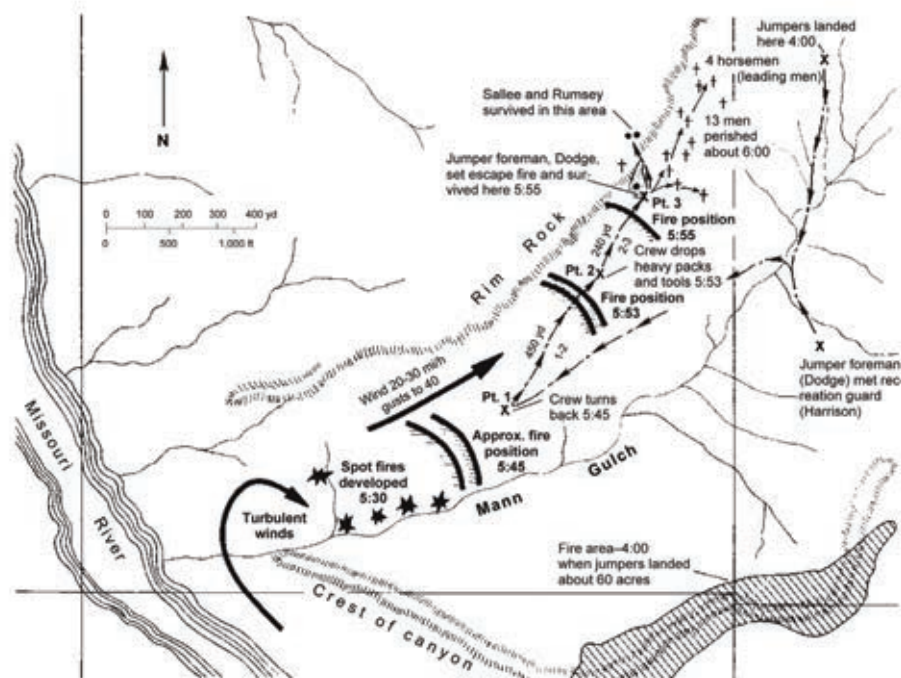 Jumpers landed
here 4:00
X
4 horsemen
(leading men)
Sallee and Rumsey
survived in this area
13 men
perished
about 6:00
N
Jumper foreman, Dodge,
set escape fire and sur-
vived here 5:55
Pt. 3
Fire position
5:55
0 100 200 300 400 yd
0 500 1,000 ft
Rim Rock
240 yd
2-3
Crew drops
heavy packs
and tools 5:53
Pt. 2
Fire position
5:53
450 yd
1-2
X
Jumper foreman
(Dodge) met rec-
reation guard
(Harrison)
Wind 20-30 mi/h
gusts to 40
Pt. 1
X
Crew turns
back 5:45
Approx. fire
position
5:45
Missouri
River
Spot fires
developed
5:30
Mann Gulch
Turbulent
winds
Fire area–4:00
when jumpers landed
about 60 acres
Crest of canyon